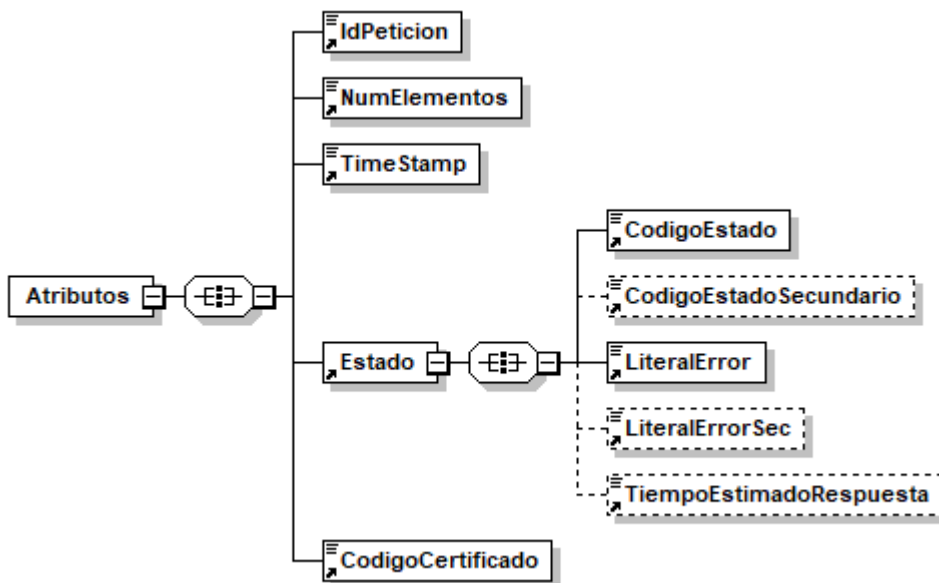 IdPeticion
NumElementos
TimeStamp
CodigoEstado
Atributos
CodigoEstadoSecundario
Estado
LiteralError
LiteralErrorSec
TiempoEstimadoRespuesta
CodigoCertificado